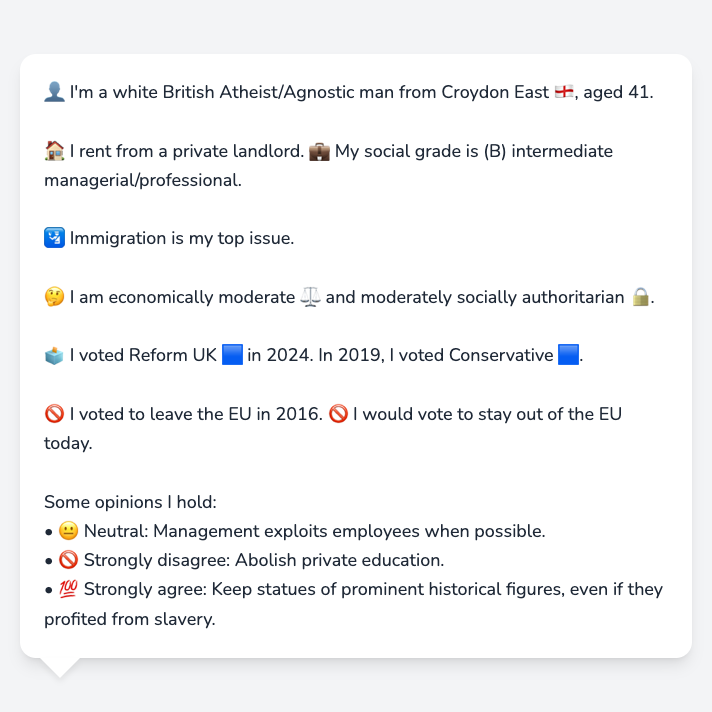 👤 I'm a white British Atheist/Agnostic man from Croydon East 🏴󠁧󠁢󠁥󠁮󠁧󠁿, aged 41.
🏠 I rent from a private landlord. 💼 My social grade is (B) intermediate
managerial/professional.
🛂 Immigration is my top issue.
🤔 I am economically moderate ⚖️ and moderately socially authoritarian 🔒.
🗳️ I voted Reform UK 🟦 in 2024. In 2019, I voted Conservative 🟦.
🚫 I voted to leave the EU in 2016. 🚫 I would vote to stay out of the EU
today.
Some opinions I hold:
• 😐 Neutral: Management exploits employees when possible.
• 🚫 Strongly disagree: Abolish private education.
• 💯 Strongly agree: Keep statues of prominent historical figures, even if they
profited from slavery.